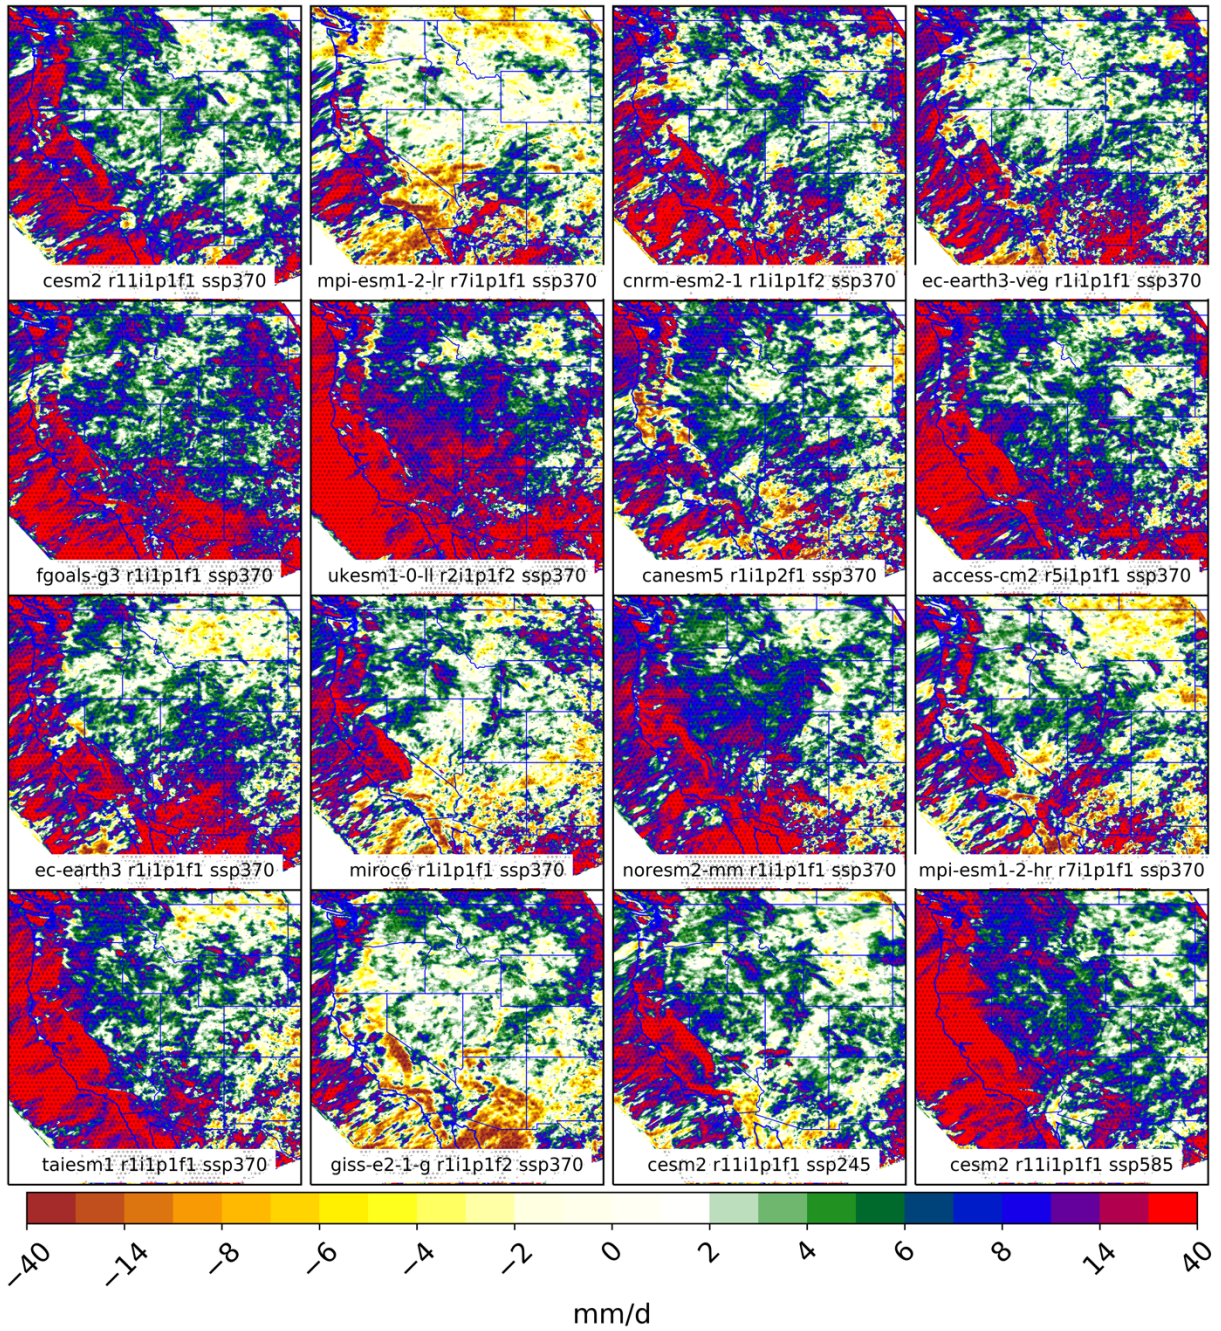 cesm2 r11i1p1f1 ssp370
mpi-esm1-2-lr r7i1p1f1 ssp370
cnrm-esm2-1 r1i1p1f2 ssp370
ec-earth3-veg r1i1p1f1 ssp370
fgoals-g3 r1i1p1f1 ssp370
ukesm1-0-ll r2i1p1f2 ssp370
canesm5 r1i1p2f1 ssp370
access-cm2 r5i1p1f1 ssp370
ec-earth3 r1i1p1f1 ssp370
miroc6 r1i1p1f1 ssp370
noresm2-mm r1i1p1f1 ssp370
mpi-esm1-2-hr r7i1p1f1 ssp370
taiesm1 r1i1p1f1 ssp370
giss-e2-1-g r1i1p1f2 ssp370
cesm2 r11i1p1f1 ssp245
cesm2 r11i1p1f1 ssp585
−40 −14 −8 −6 −4 −2 0 2 4 6 8 14 40
mm/d